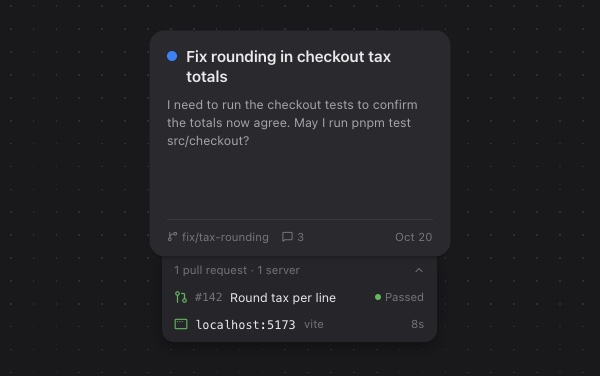 Fix rounding in checkout tax
totals
I need to run the checkout tests to confirm
the totals now agree. May I run pnpm test
src/checkout?
fix/tax-rounding 3 Oct 20
1 pull request · 1 server
#142 Round tax per line Passed
localhost:5173 vite 8s